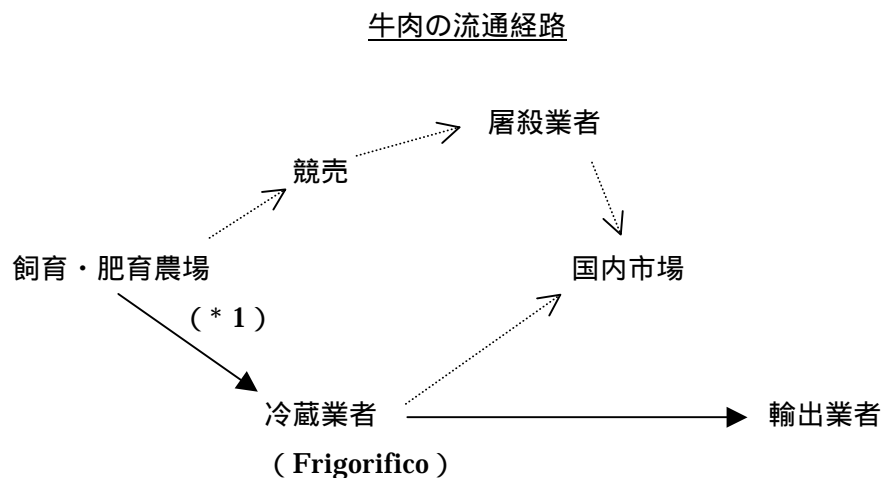 牛肉の流通経路
屠殺業者
競売
飼育・肥育農場
国内市場
（＊1）
冷蔵業者
輸出業者
（Frigorifico）